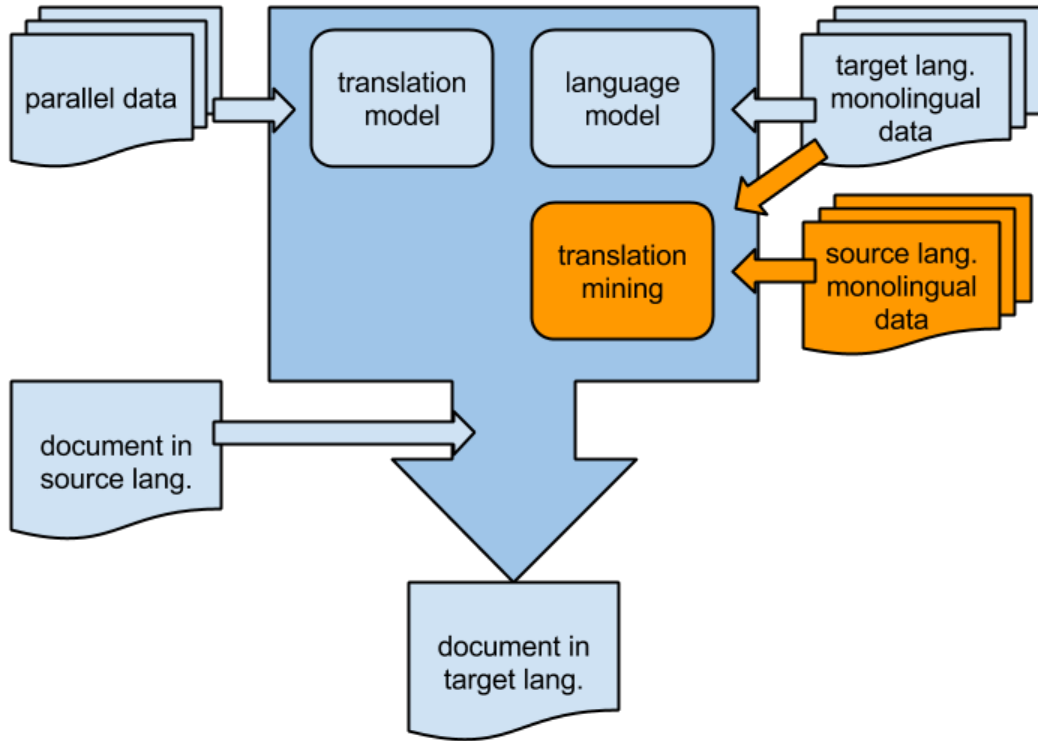 parallel data
translation
model
language
model
target lang.
monolingual
data
translation
mining
source lang.
monolingual
data
document in
source lang.
document in
target lang.